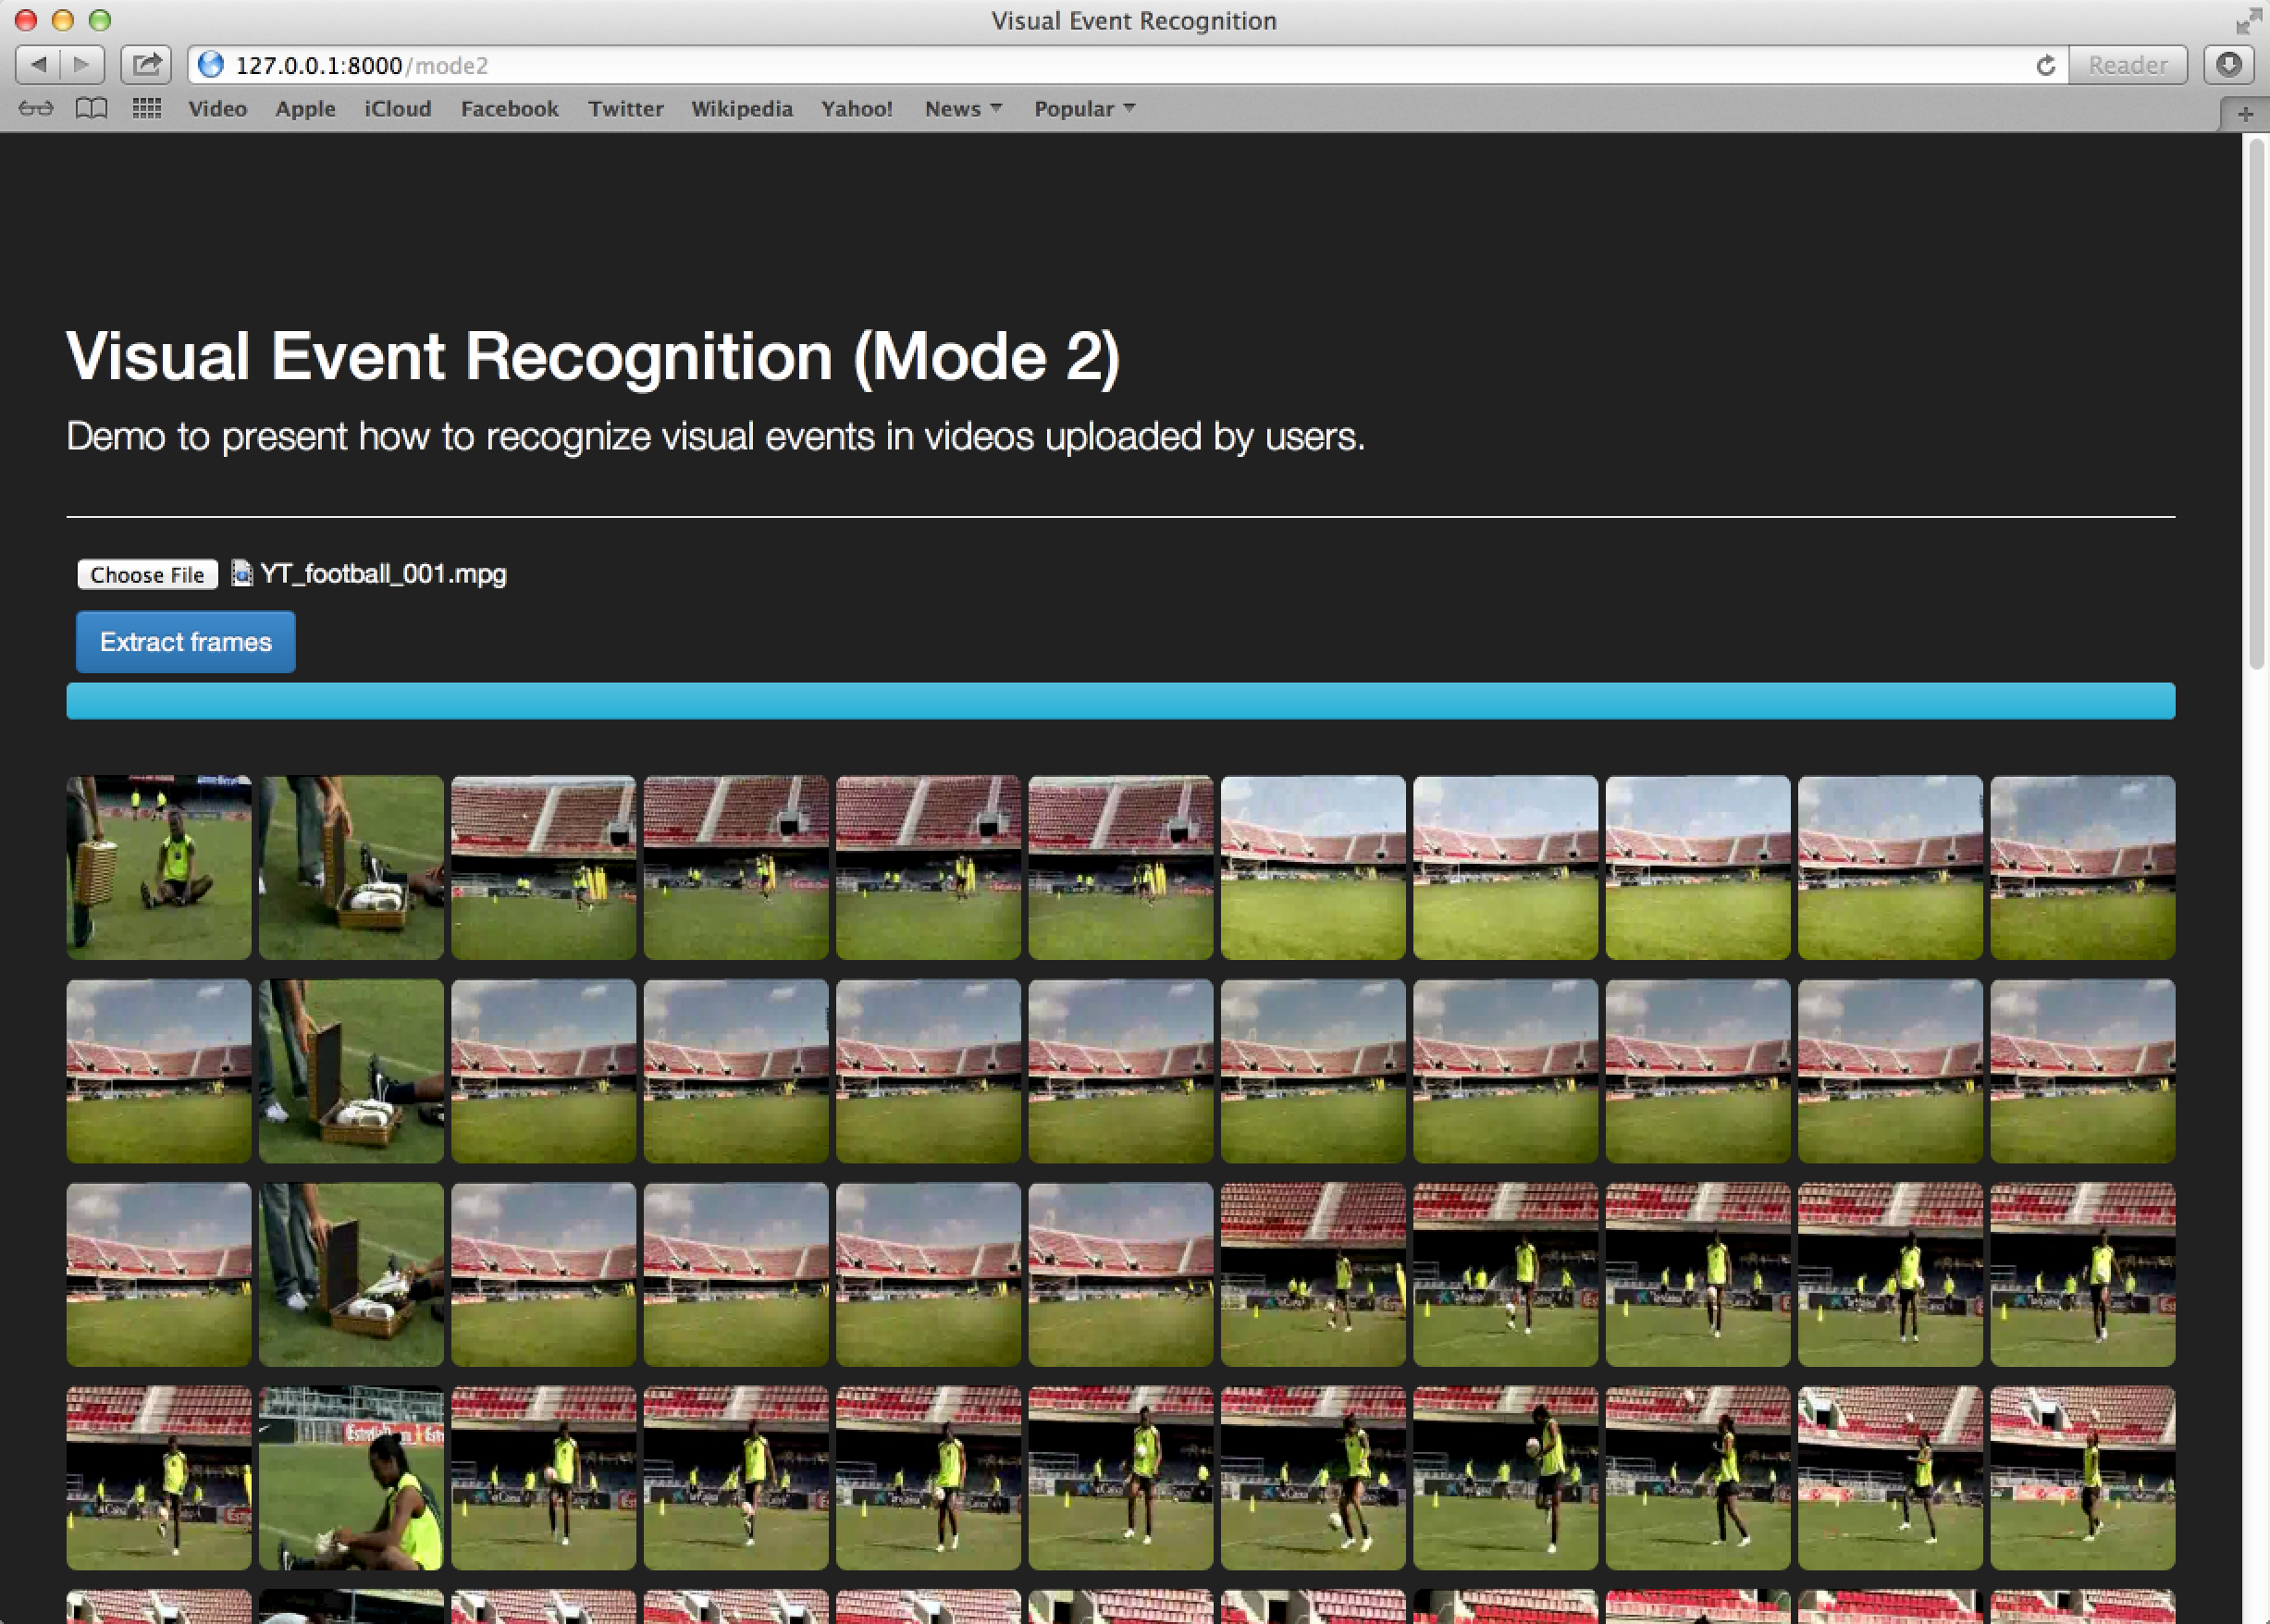 Visual Event Recognition
127.0.0.1:8000/mode2
Reader
Video Apple iCloud Facebook Twitter Wikipedia Yahoo! News Popular
Visual Event Recognition (Mode 2)
Demo to present how to recognize visual events in videos uploaded by users.
Choose File YT_football_001.mpg
Extract frames